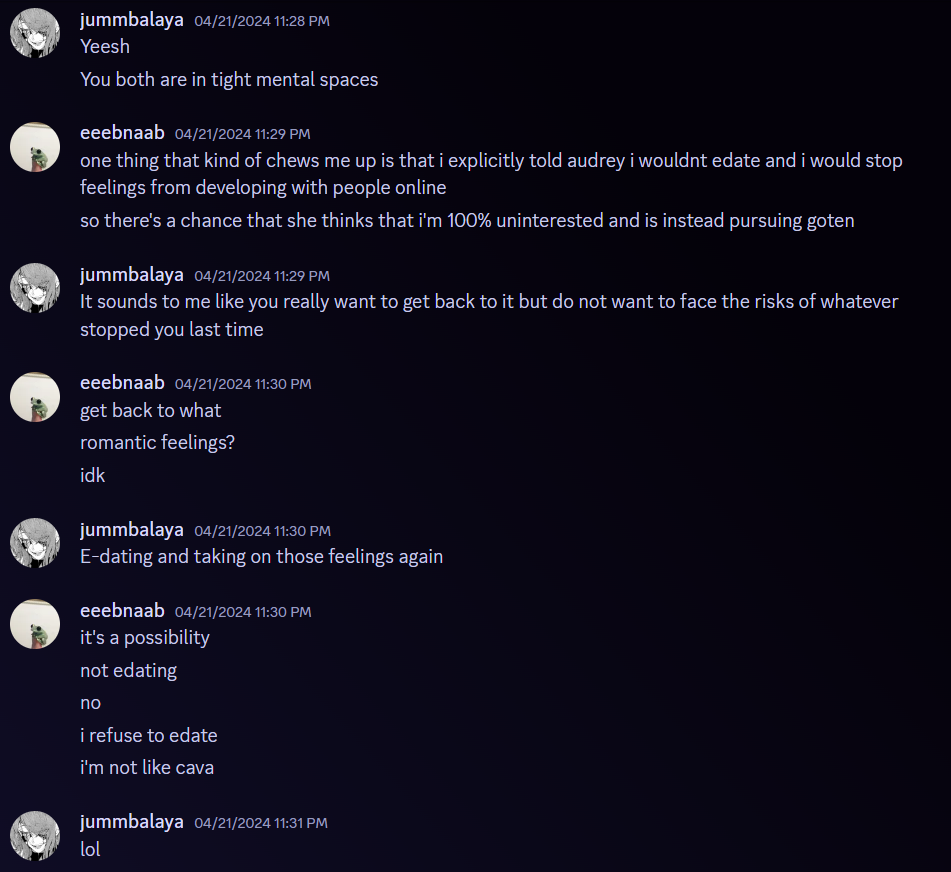 jummbalaya 04/21/2024 11:28 PM
Yeesh
You both are in tight mental spaces
eeebnaab 04/21/2024 11:29 PM
one thing that kind of chews me up is that i explicitly told audrey i wouldnt edate and i would stop
feelings from developing with people online
so there's a chance that she thinks that i'm 100% uninterested and is instead pursuing goten
jummbalaya 04/21/2024 11:29 PM
It sounds to me like you really want to get back to it but do not want to face the risks of whatever
stopped you last time
eeebnaab 04/21/2024 11:30 PM
get back to what
romantic feelings?
idk
jummbalaya 04/21/2024 11:30 PM
E-dating and taking on those feelings again
eeebnaab 04/21/2024 11:30 PM
it's a possibility
not edating
no
i refuse to edate
i'm not like cava
jummbalaya 04/21/2024 11:31 PM
lol